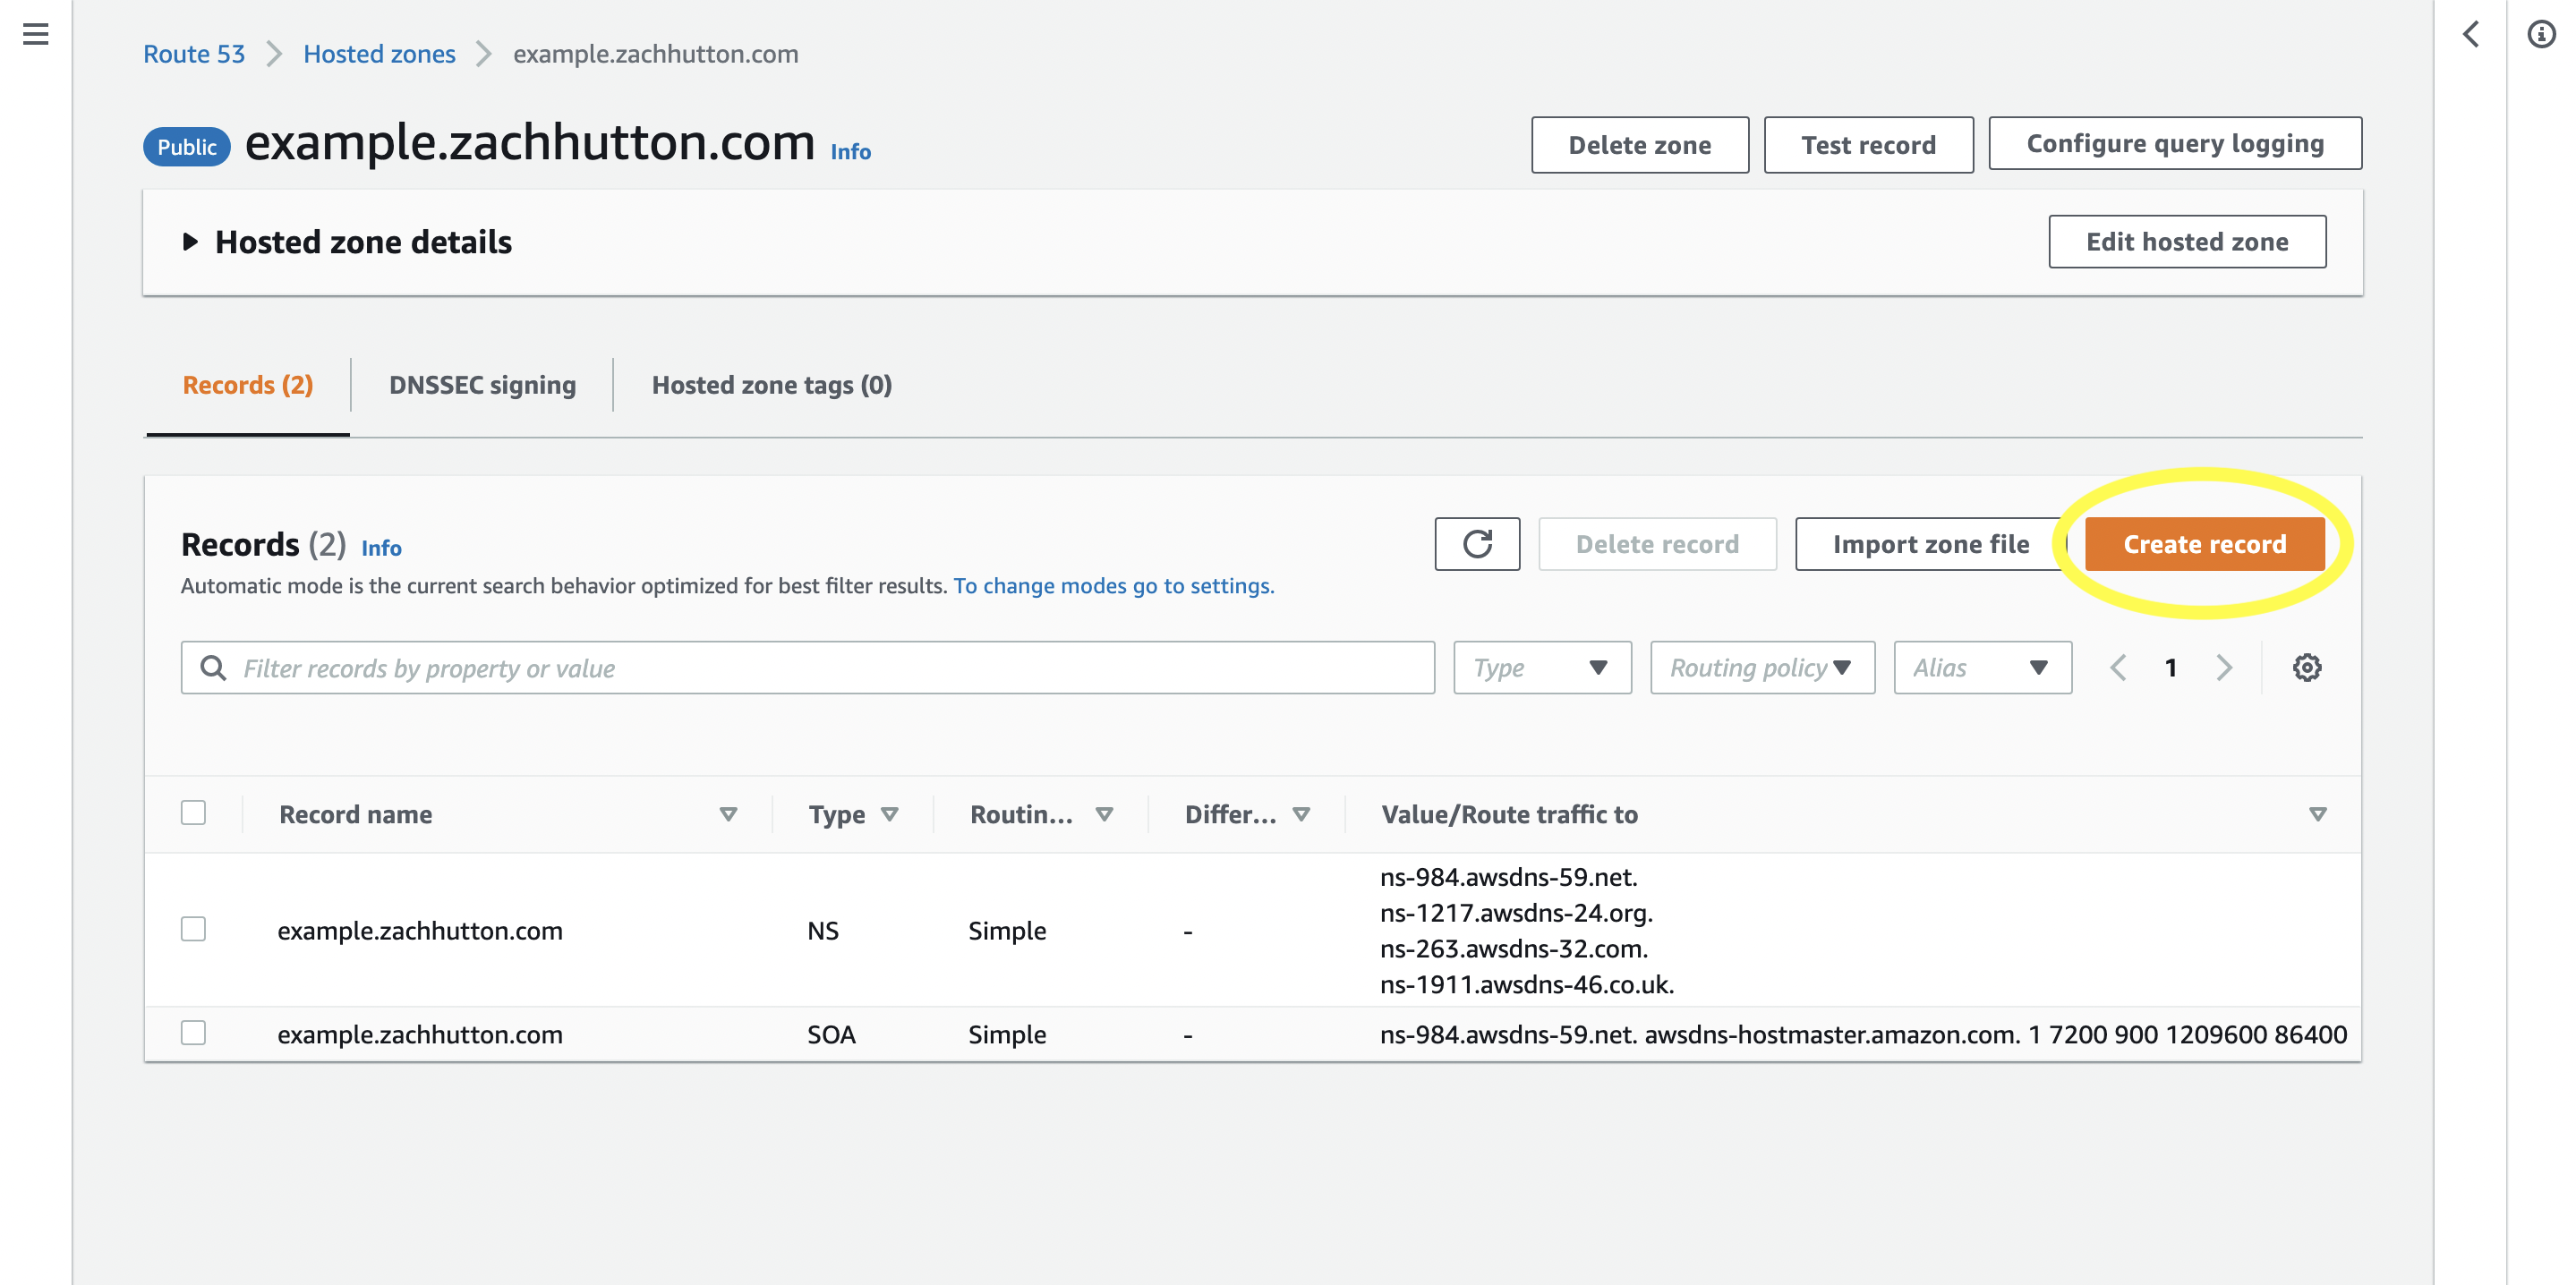 Route 53 Hosted zones example.zachhutton.com
Public example.zachhutton.com Info
Delete zone Test record Configure query logging
Hosted zone details Edit hosted zone
Records (2) DNSSEC signing Hosted zone tags (0)
Records (2) Info Delete record Import zone file Create record
Automatic mode is the current search behavior optimized for best filter results. To change modes go to settings.
Filter records by property or value Type Routing policy Alias 1
Record name Type Routin... Differ... Value/Route traffic to
example.zachhutton.com NS Simple - ns-984.awsdns-59.net.
ns-1217.awsdns-24.org.
ns-263.awsdns-32.com.
ns-1911.awsdns-46.co.uk.
example.zachhutton.com SOA Simple - ns-984.awsdns-59.net. awsdns-hostmaster.amazon.com. 1 7200 900 1209600 86400